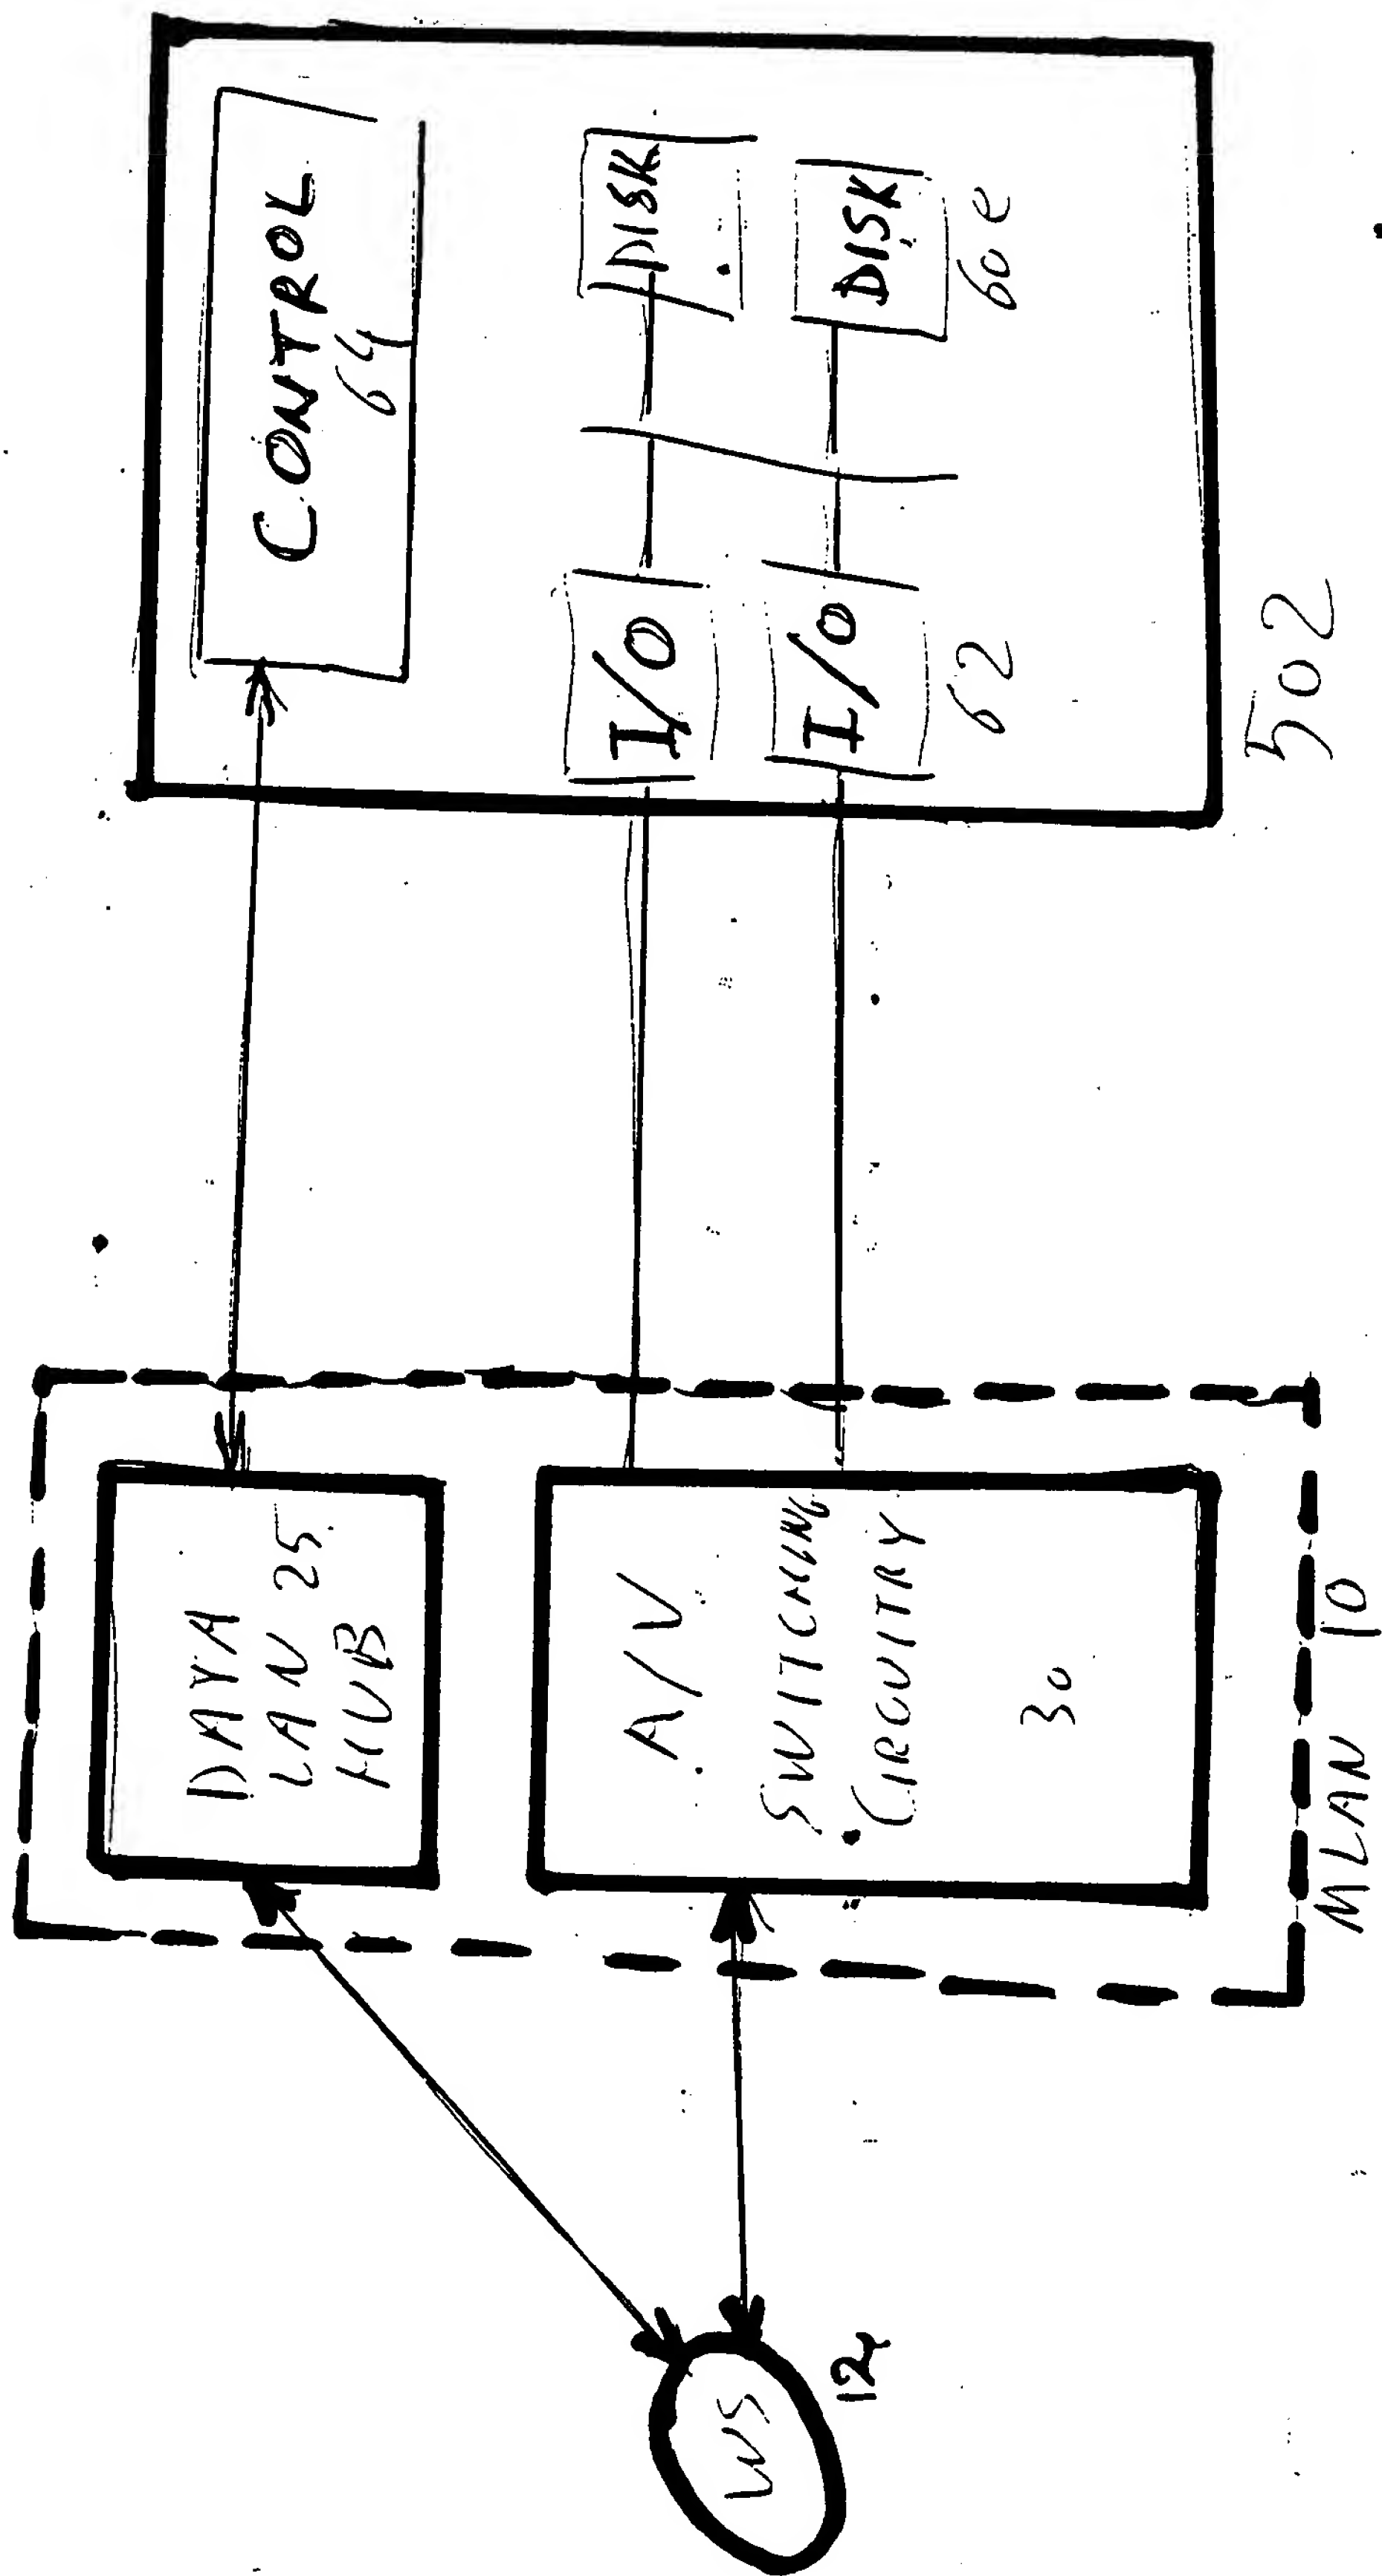 WS
12
DATA
LAN 25
HUB
A/V
SWITCHING
CIRCUITRY
30
MLAN 10
CONTROL
64
I/O
DISK
I/O
DISK
62
60e
502